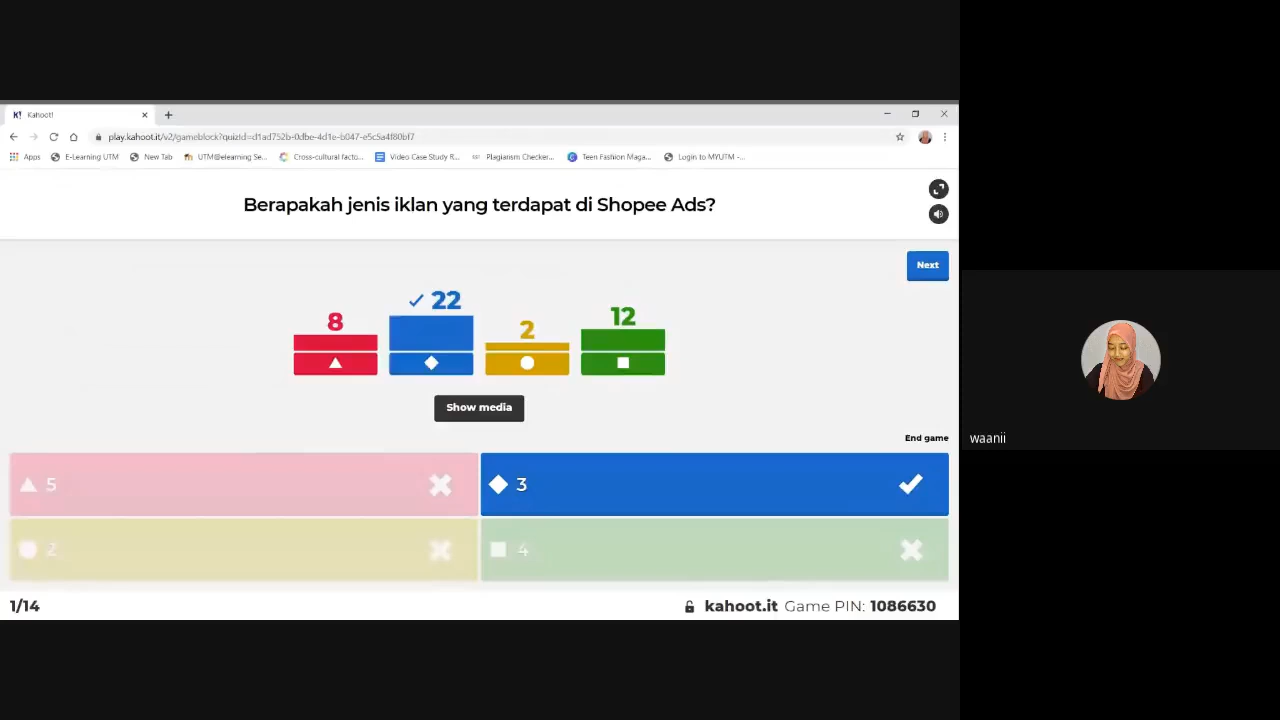 Kahoot!
play.kahoot.it/v2/gameblock?quizId=d1ad752b-0dbe-4d1e-b047-e5c5a4f80bf7
Apps E-Learning UTM New Tab UTM@elearning Se... Cross-cultural facto... Video Case Study R... Plagiarism Checker... Teen Fashion Maga... Login to MYUTM -...
Berapakah jenis iklan yang terdapat di Shopee Ads?
Next
8 22 2 12
Show media
End game
5 3
2 4
1/14 kahoot.it Game PIN: 1086630
waanii